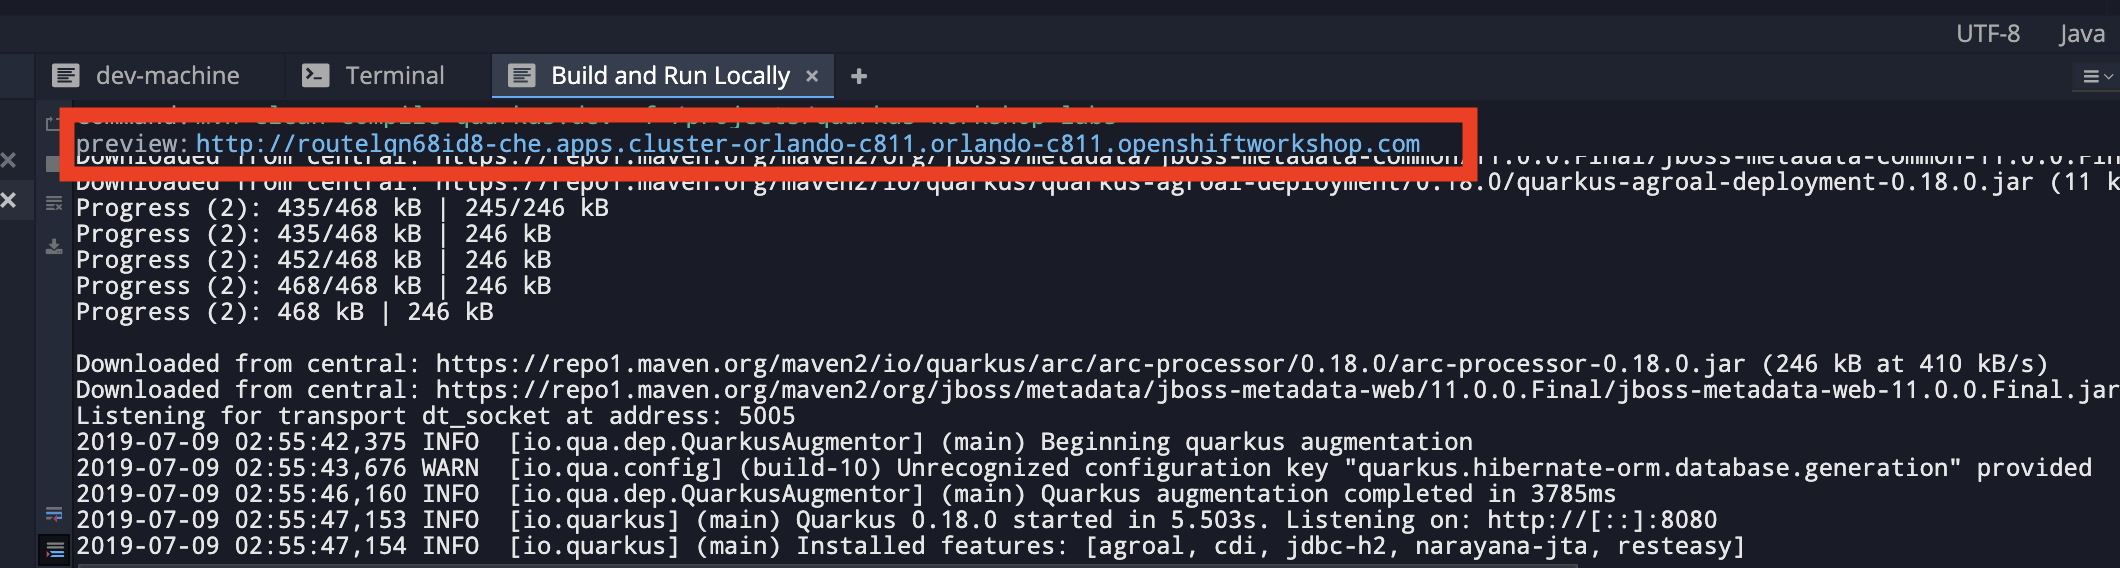 UTF-8 Java
dev-machine Terminal Build and Run Locally × +
preview: http://routelqn68id8-che.apps.cluster-orlando-c811.orlando-c811.openshiftworkshop.com
Downloaded from central: https://repo1.maven.org/maven2/org/jboss/metadata/jboss-metadata-common/11.0.0.Final/jboss-metadata-common-11.0.0.Fin
Downloaded from central: https://repo1.maven.org/maven2/io/quarkus/quarkus-agroal-deployment/0.18.0/quarkus-agroal-deployment-0.18.0.jar (11 k
Progress (2): 435/468 kB | 245/246 kB
Progress (2): 435/468 kB | 246 kB
Progress (2): 452/468 kB | 246 kB
Progress (2): 468/468 kB | 246 kB
Progress (2): 468 kB | 246 kB
Downloaded from central: https://repo1.maven.org/maven2/io/quarkus/arc/arc-processor/0.18.0/arc-processor-0.18.0.jar (246 kB at 410 kB/s)
Downloaded from central: https://repo1.maven.org/maven2/org/jboss/metadata/jboss-metadata-web/11.0.0.Final/jboss-metadata-web-11.0.0.Final.jar
Listening for transport dt_socket at address: 5005
2019-07-09 02:55:42,375 INFO  [io.qua.dep.QuarkusAugmentor] (main) Beginning quarkus augmentation
2019-07-09 02:55:43,676 WARN  [io.qua.config] (build-10) Unrecognized configuration key "quarkus.hibernate-orm.database.generation" provided
2019-07-09 02:55:46,160 INFO  [io.qua.dep.QuarkusAugmentor] (main) Quarkus augmentation completed in 3785ms
2019-07-09 02:55:47,153 INFO  [io.quarkus] (main) Quarkus 0.18.0 started in 5.503s. Listening on: http://[::]:8080
2019-07-09 02:55:47,154 INFO  [io.quarkus] (main) Installed features: [agroal, cdi, jdbc-h2, narayana-jta, resteasy]